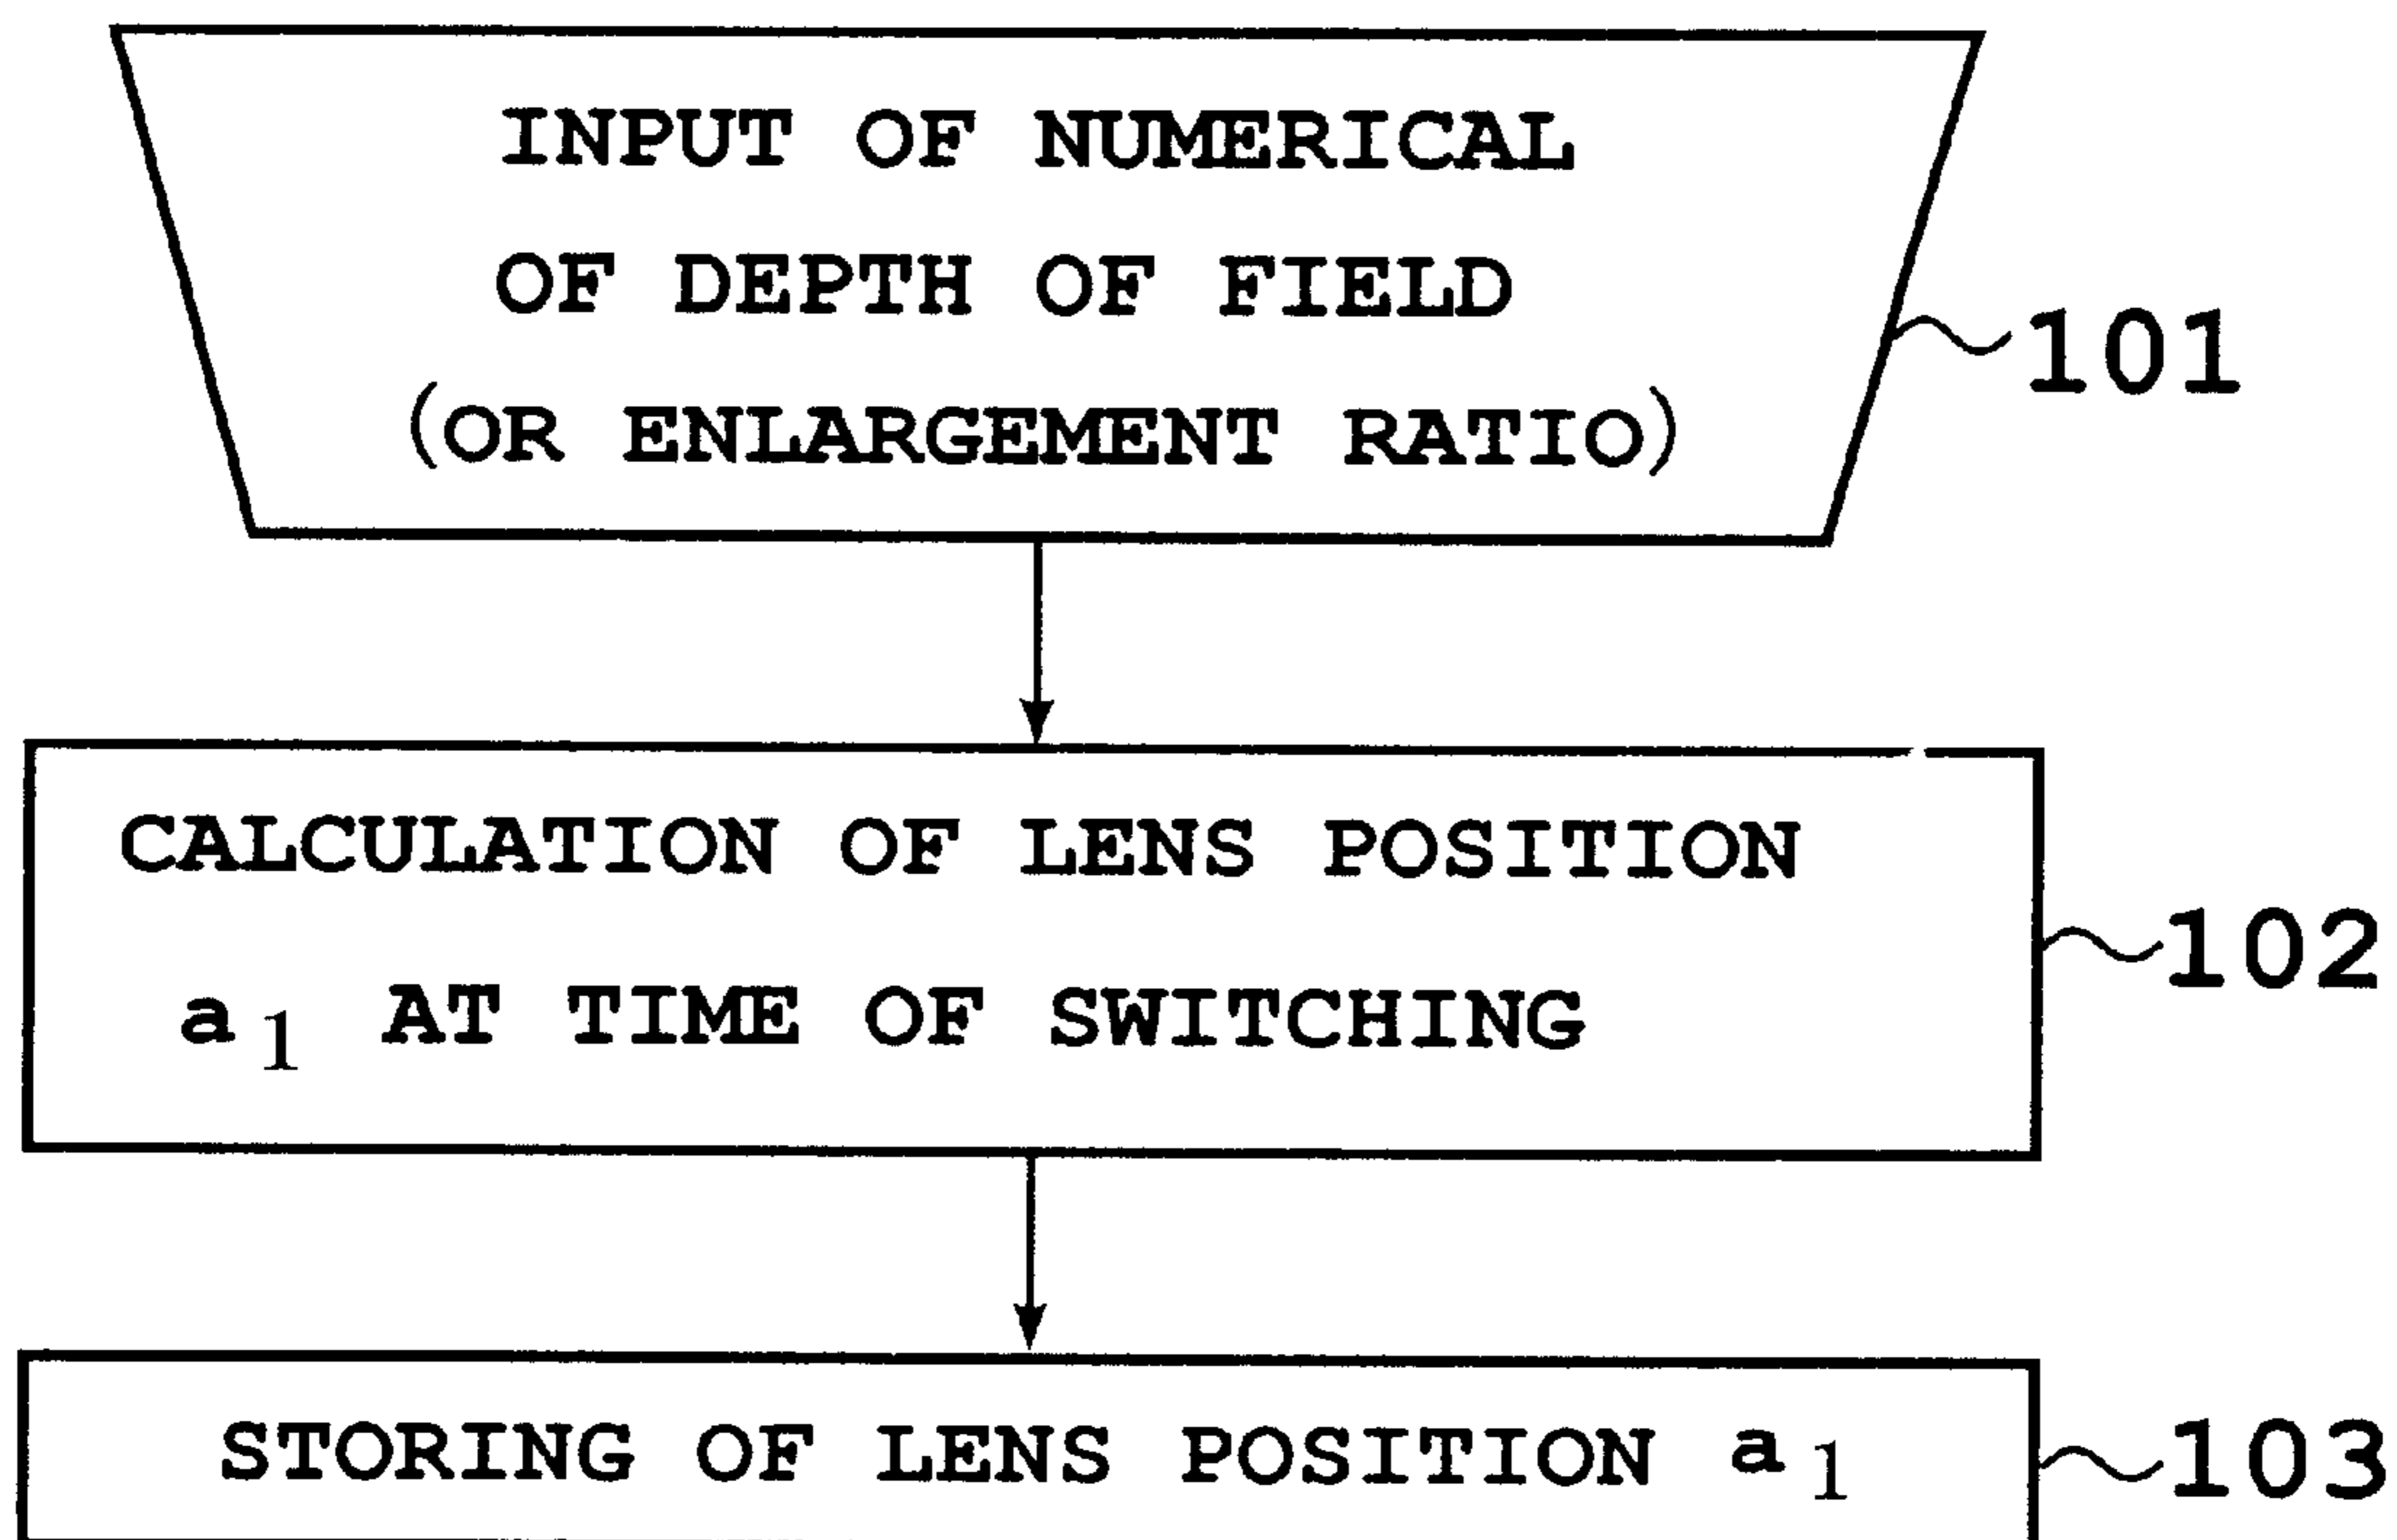 INPUT OF NUMERICAL
OF DEPTH OF FIELD
(OR ENLARGEMENT RATIO)
101
CALCULATION OF LENS POSITION
a1 AT TIME OF SWITCHING
102
STORING OF LENS POSITION a1
103